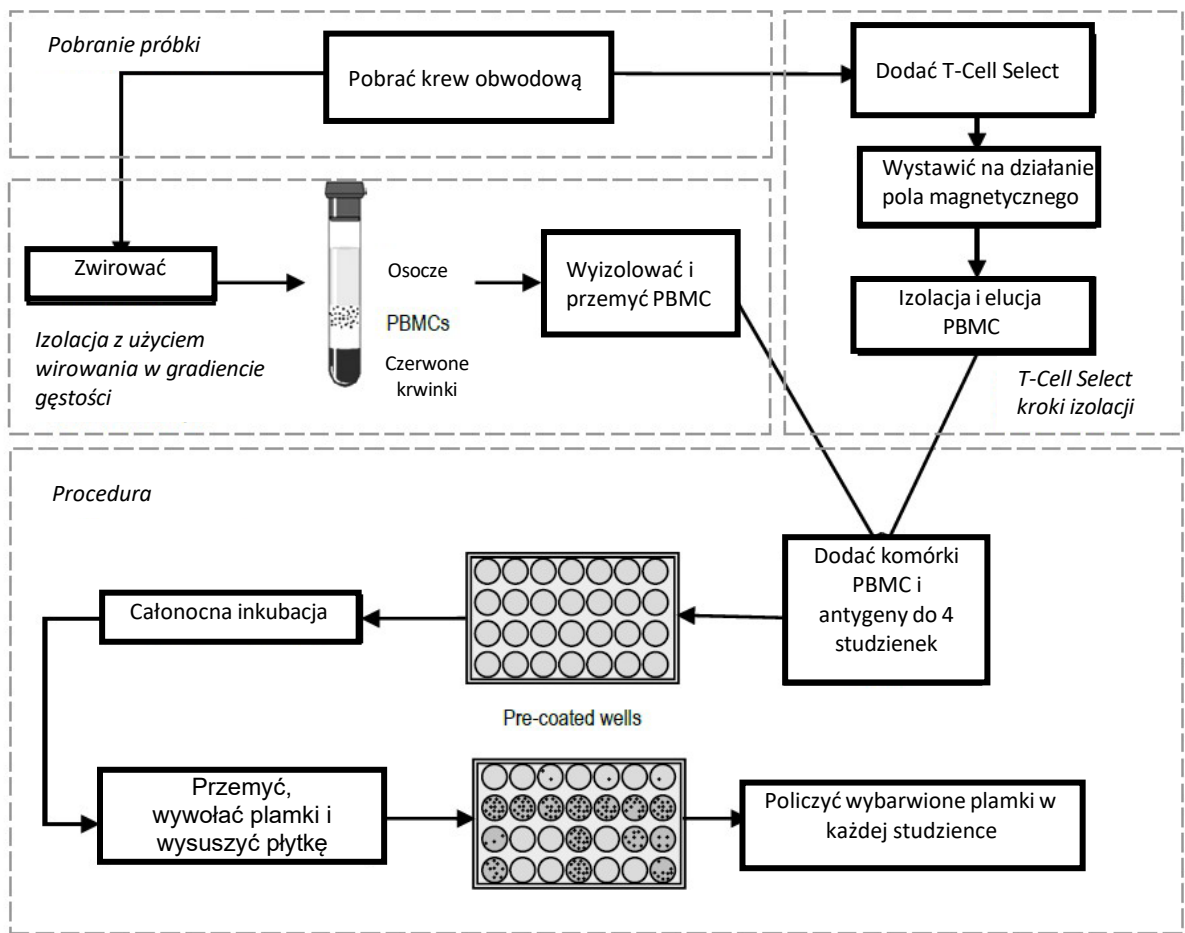 Pobranie próbki
Pobrać krew obwodową
Dodać T-Cell Select
Wystawić na działanie
pola magnetycznego
Izolacja i elucja
PBMC
T-Cell Select
kroki izolacji
Zwirować
Osocze
PBMCs
Czerwone
krwinki
Wyizolować i
przemyć PBMC
Izolacja z użyciem
wirowania w gradiencie
gęstości
Procedura
Dodać komórki
PBMC i
antygeny do 4
studzienek
Całonocna inkubacja
Pre-coated wells
Przemyć,
wywołać plamki i
wysuszyć płytkę
Policzyć wybarwione plamki w
każdej studzience